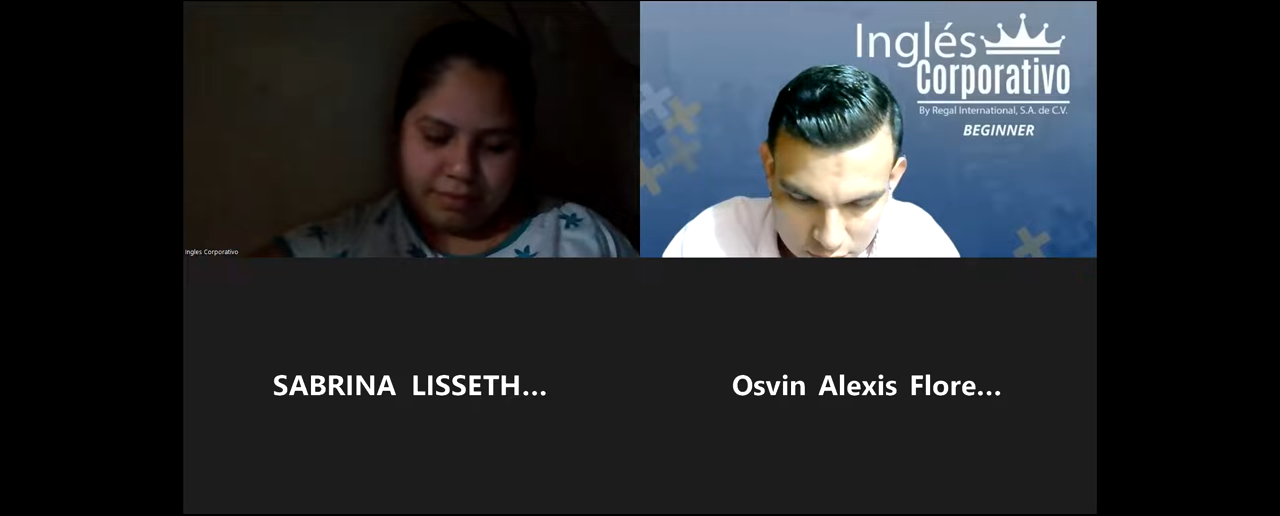 Inglés
Corporativo
By Regal International, S.A. de C.V.
BEGINNER
Ingles Corporativo
SABRINA LISSETH...
Osvin Alexis Flore...